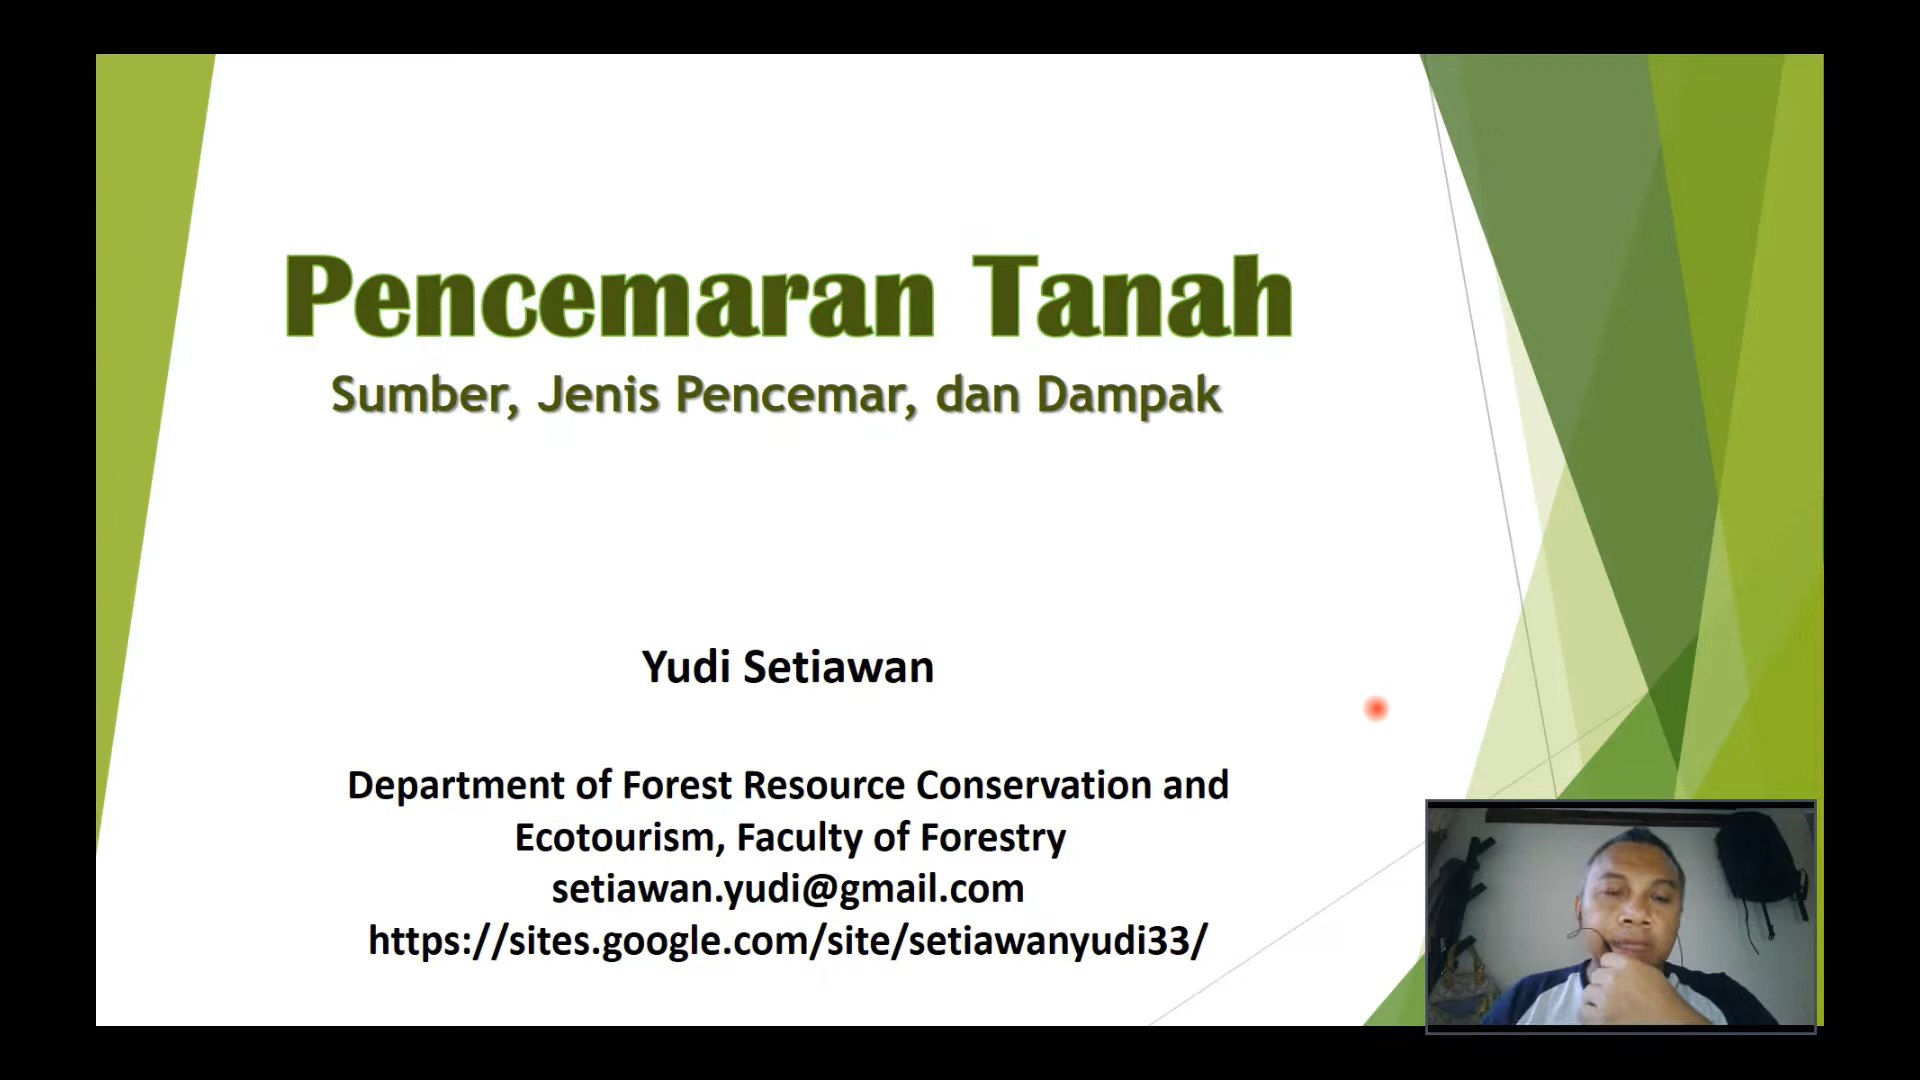 Pencemaran Tanah
Sumber, Jenis Pencemar, dan Dampak
Yudi Setiawan
Department of Forest Resource Conservation and
Ecotourism, Faculty of Forestry
setiawan.yudi@gmail.com
https://sites.google.com/site/setiawanyudi33/